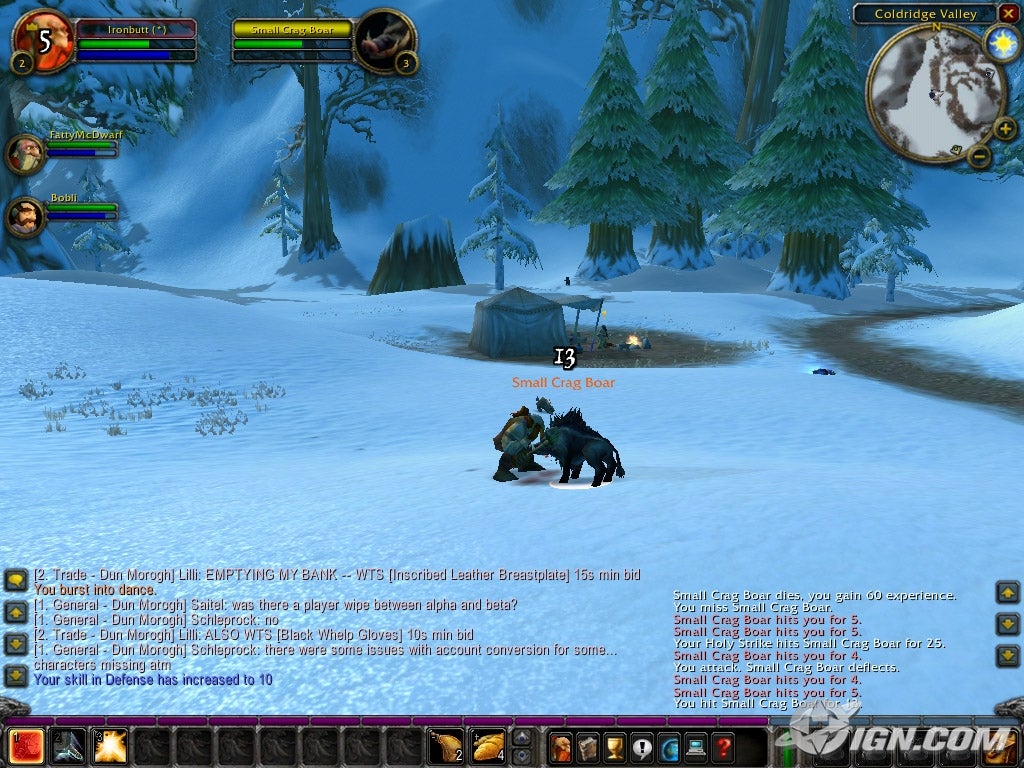 Coldridge Valley
N
Ironbutt (*)
5
2
Small Crag Boar
3
FattyMcDwarf
Bobli
13
Small Crag Boar
[2. Trade - Dun Morogh] Lilli: EMPTYING MY BANK -- WTS [Inscribed Leather Breastplate] 15s min bid
You burst into dance.
[1. General - Dun Morogh] Saitel: was there a player wipe between alpha and beta?
[1. General - Dun Morogh] Schleprock: no
[2. Trade - Dun Morogh] Lilli: ALSO WTS [Black Whelp Gloves] 10s min bid
[1. General - Dun Morogh] Schleprock: there were some issues with account conversion for some...
characters missing atm
Your skill in Defense has increased to 10
Small Crag Boar dies, you gain 60 experience.
You miss Small Crag Boar.
Small Crag Boar hits you for 5.
Small Crag Boar hits you for 5.
Your Holy Strike hits Small Crag Boar for 25.
Small Crag Boar hits you for 4.
You attack. Small Crag Boar deflects.
Small Crag Boar hits you for 4.
Small Crag Boar hits you for 5.
You hit Small Crag Boar for 13.
1
2
3
2
4
IGN.COM